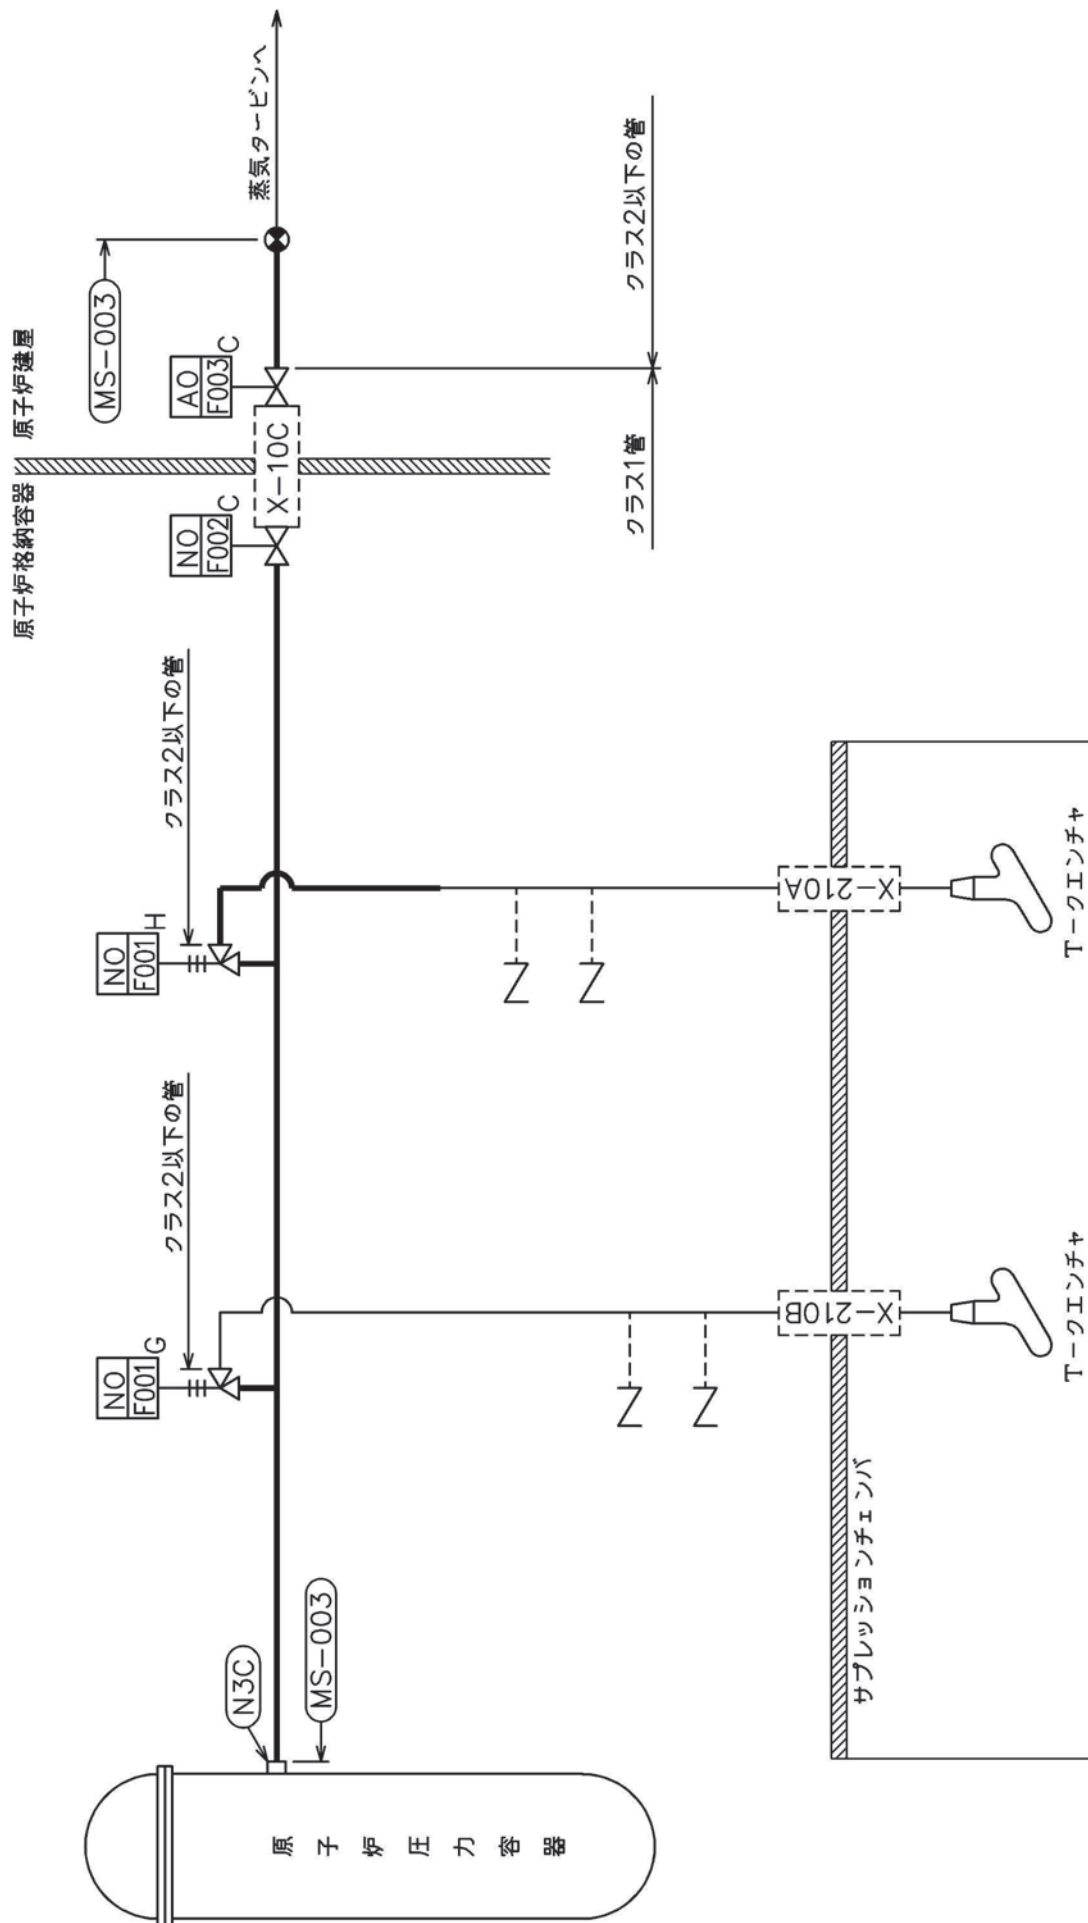 原子炉格納容器
原子炉建屋
MS-003
蒸気タービンへ
NO
F001
G
クラス2以下の管
NO
F001
H
クラス2以下の管
NO
F002
C
X-10C
AO
F003
C
クラス1管
クラス2以下の管
N3C
MS-003
原子炉圧力容器
サプレッションチェンバ
X-210B
X-210A
T-クエンチャ
T-クエンチャ